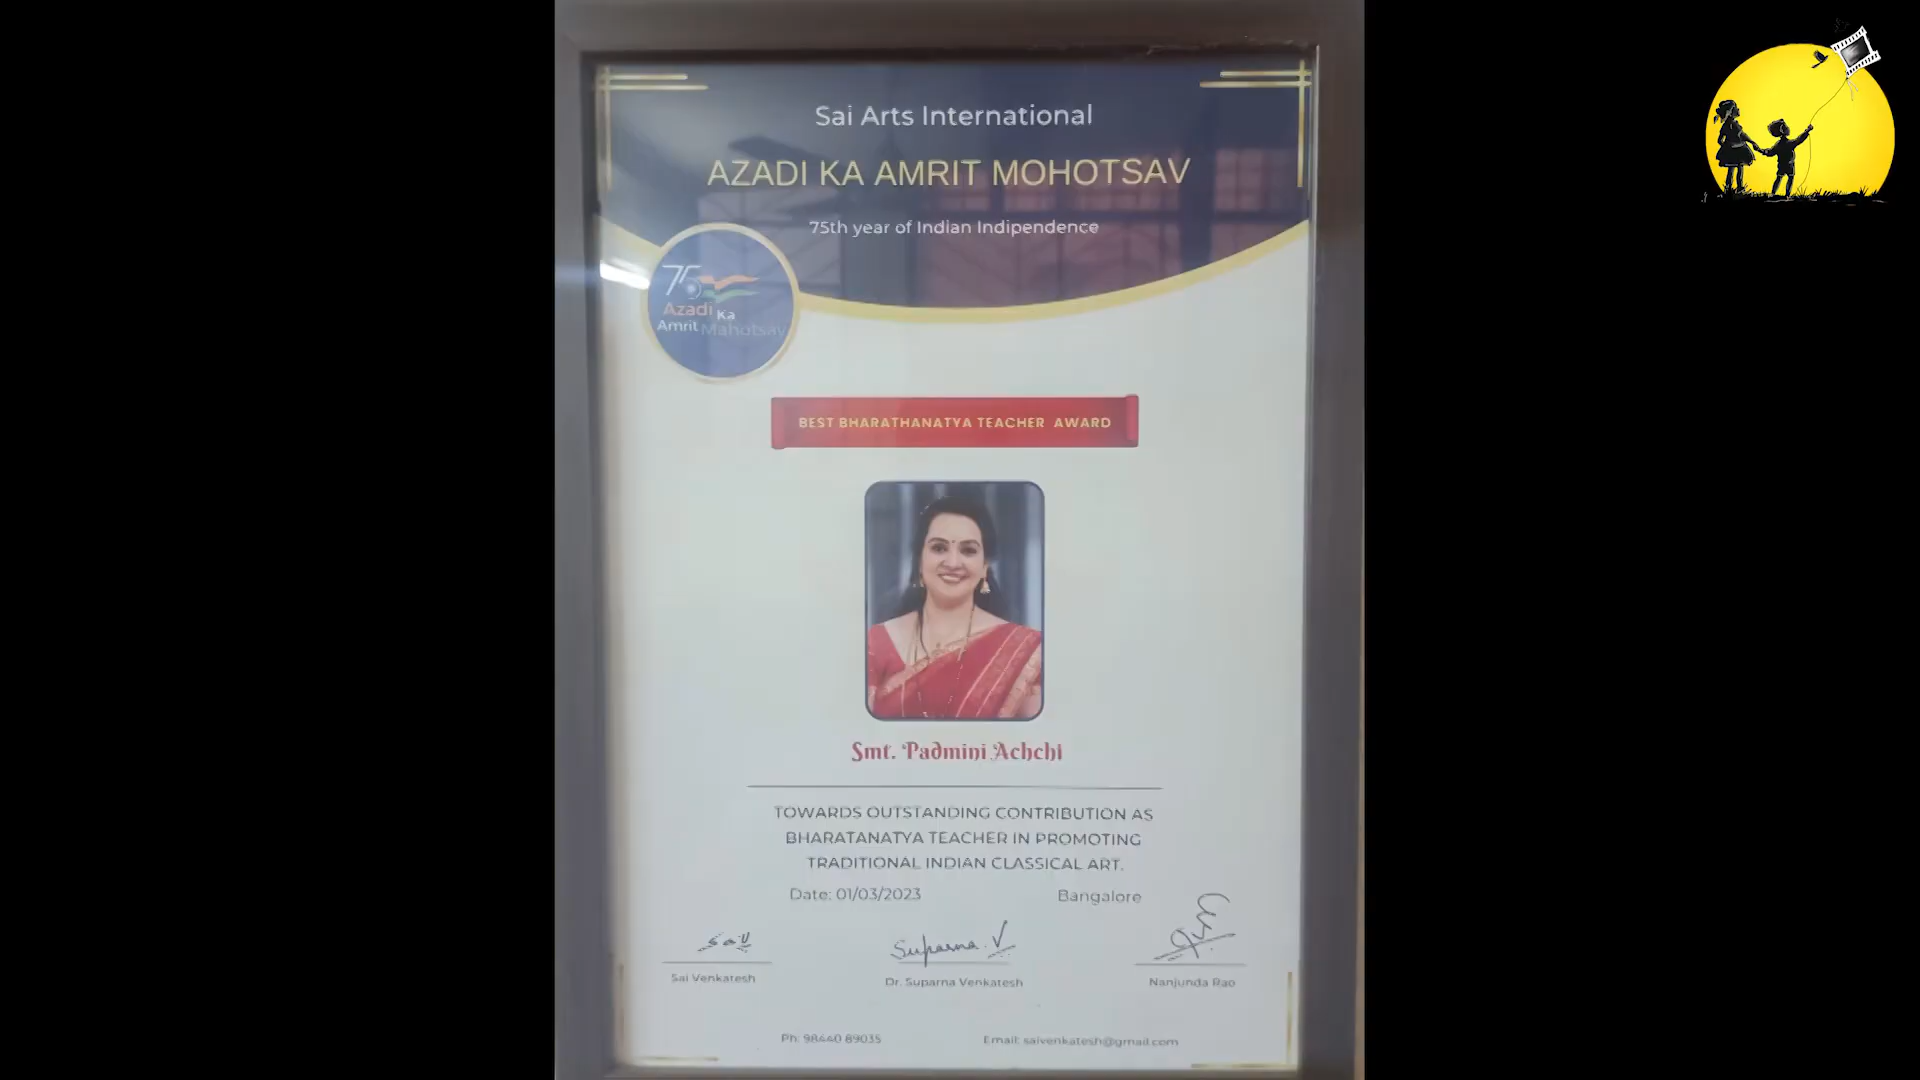 Sai Arts International
AZADI KA AMRIT MOHOTSAV
75th year of Indian Indipendence
75
Azadi Ka
Amrit Mahotsav
BEST BHARATHANATYA TEACHER AWARD
Smt. Padmini Achchi
TOWARDS OUTSTANDING CONTRIBUTION AS
BHARATANATYA TEACHER IN PROMOTING
TRADITIONAL INDIAN CLASSICAL ART.
Date: 01/03/2023 Bangalore
Suparna. V
Sai Venkatesh Dr. Suparna Venkatesh Nanjunda Rao
Ph: 98440 89035 Email: saivenkatesh@gmail.com